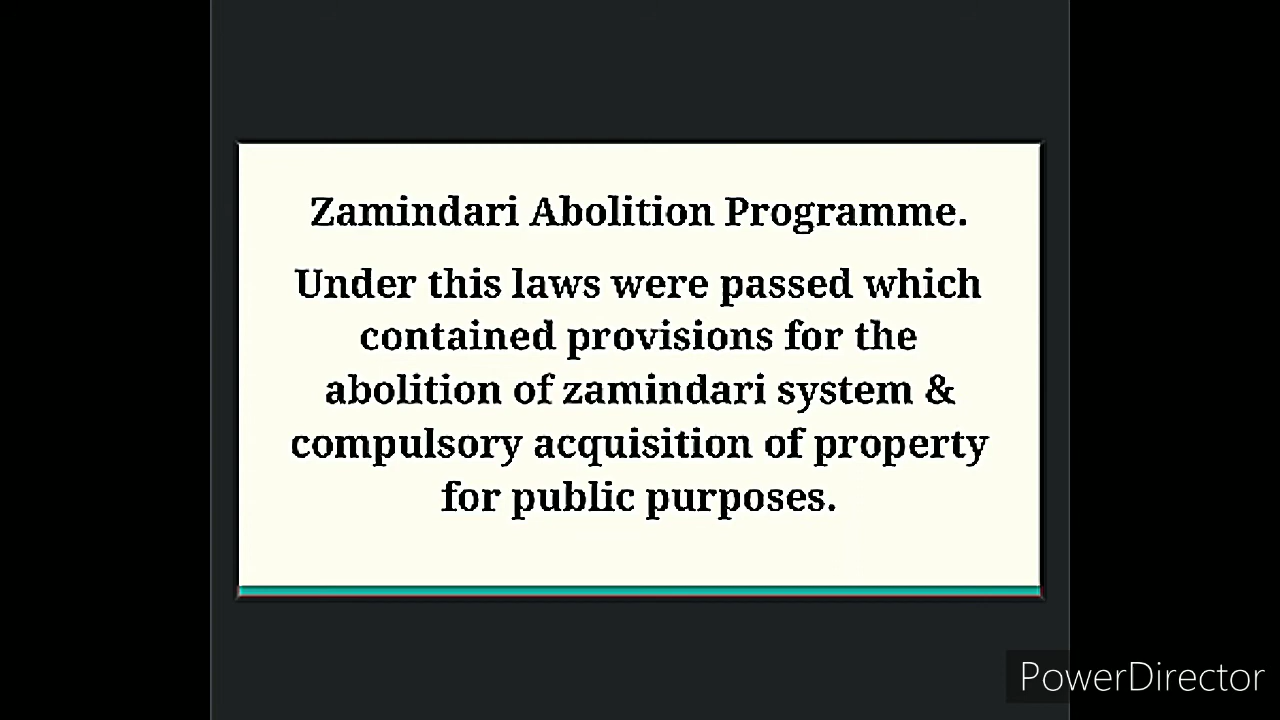 Zamindari Abolition Programme.
Under this laws were passed which
contained provisions for the
abolition of zamindari system &
compulsory acquisition of property
for public purposes.
PowerDirector